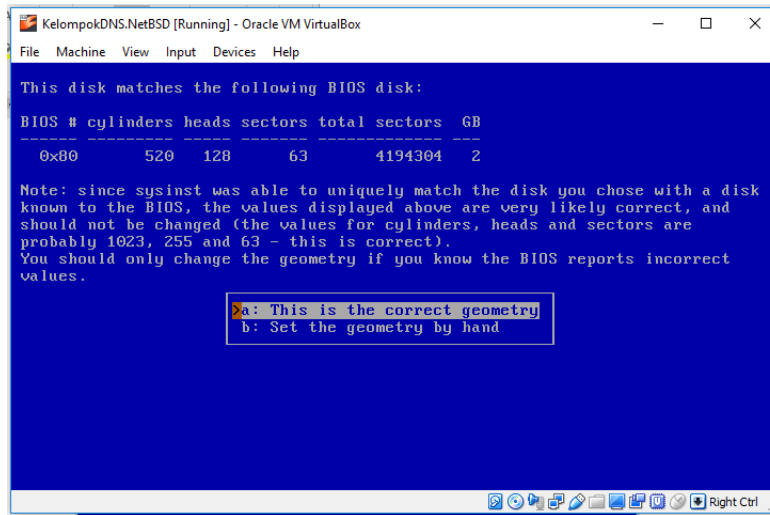 KelompokDNS.NetBSD [Running] - Oracle VM VirtualBox
File Machine View Input Devices Help
This disk matches the following BIOS disk:
BIOS # cylinders heads sectors total sectors GB
------ --------- ----- ------- ------------- ---
0x80 520 128 63 4194304 2
Note: since sysinst was able to uniquely match the disk you chose with a disk
known to the BIOS, the values displayed above are very likely correct, and
should not be changed (the values for cylinders, heads and sectors are
probably 1023, 255 and 63 - this is correct).
You should only change the geometry if you know the BIOS reports incorrect
values.
>a: This is the correct geometry
b: Set the geometry by hand
Right Ctrl